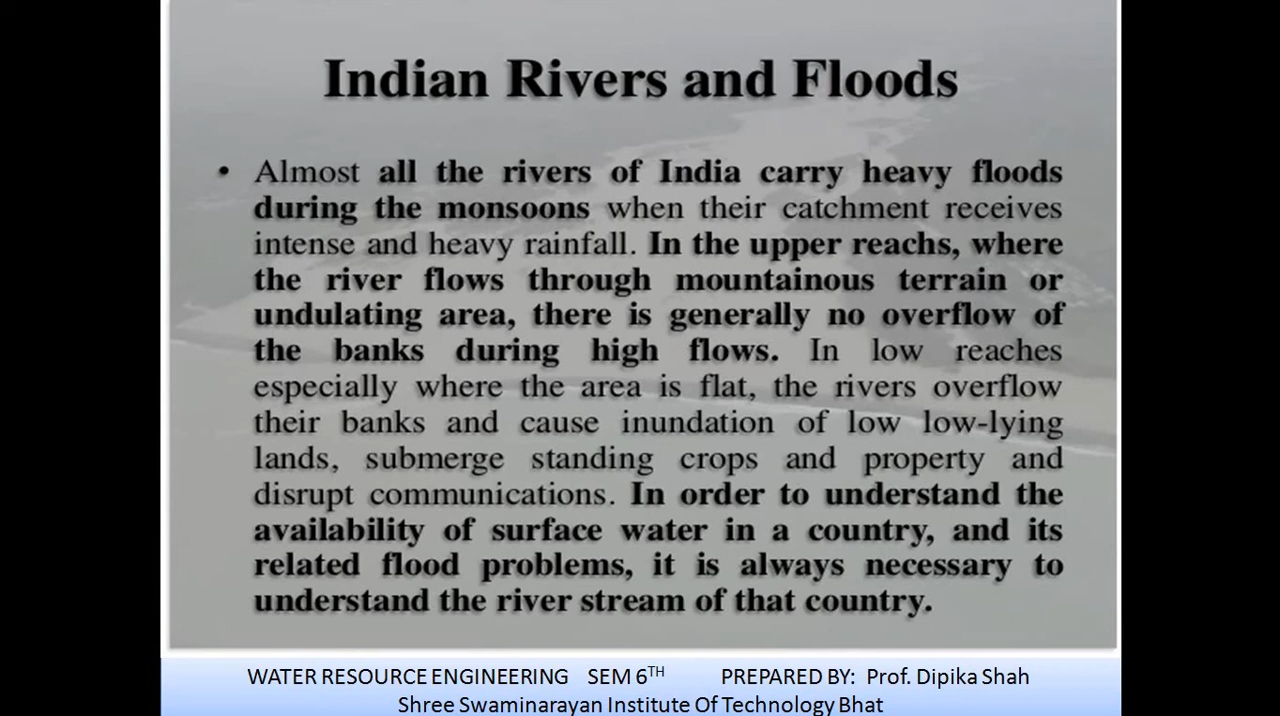 Indian Rivers and Floods
• Almost all the rivers of India carry heavy floods
during the monsoons when their catchment receives
intense and heavy rainfall. In the upper reachs, where
the river flows through mountainous terrain or
undulating area, there is generally no overflow of
the banks during high flows. In low reaches
especially where the area is flat, the rivers overflow
their banks and cause inundation of low low-lying
lands, submerge standing crops and property and
disrupt communications. In order to understand the
availability of surface water in a country, and its
related flood problems, it is always necessary to
understand the river stream of that country.
WATER RESOURCE ENGINEERING SEM 6TH PREPARED BY: Prof. Dipika Shah
Shree Swaminarayan Institute Of Technology Bhat